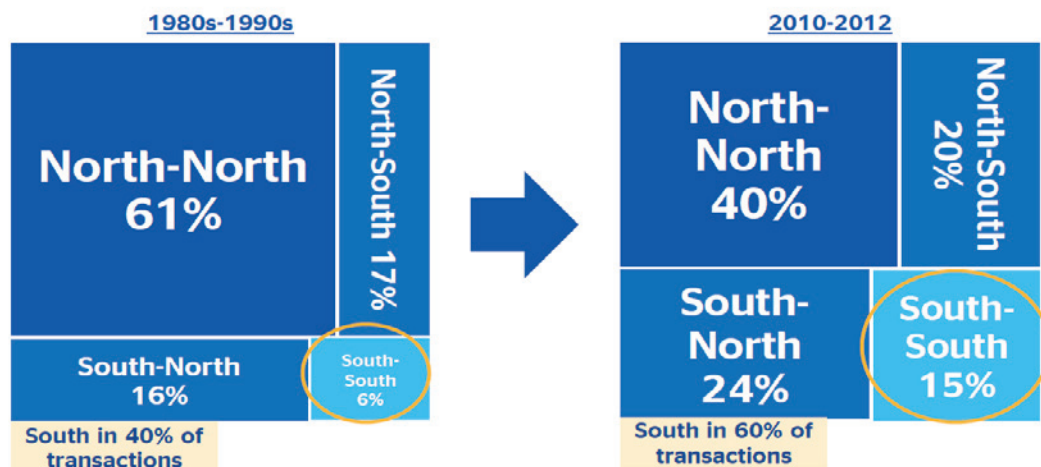 1980s-1990s
North-North
61%
North-South 17%
South-North
16%
South-
South
6%
South in 40% of
transactions
2010-2012
North-
North
40%
North-South
20%
South-
North
24%
South-
South
15%
South in 60% of
transactions